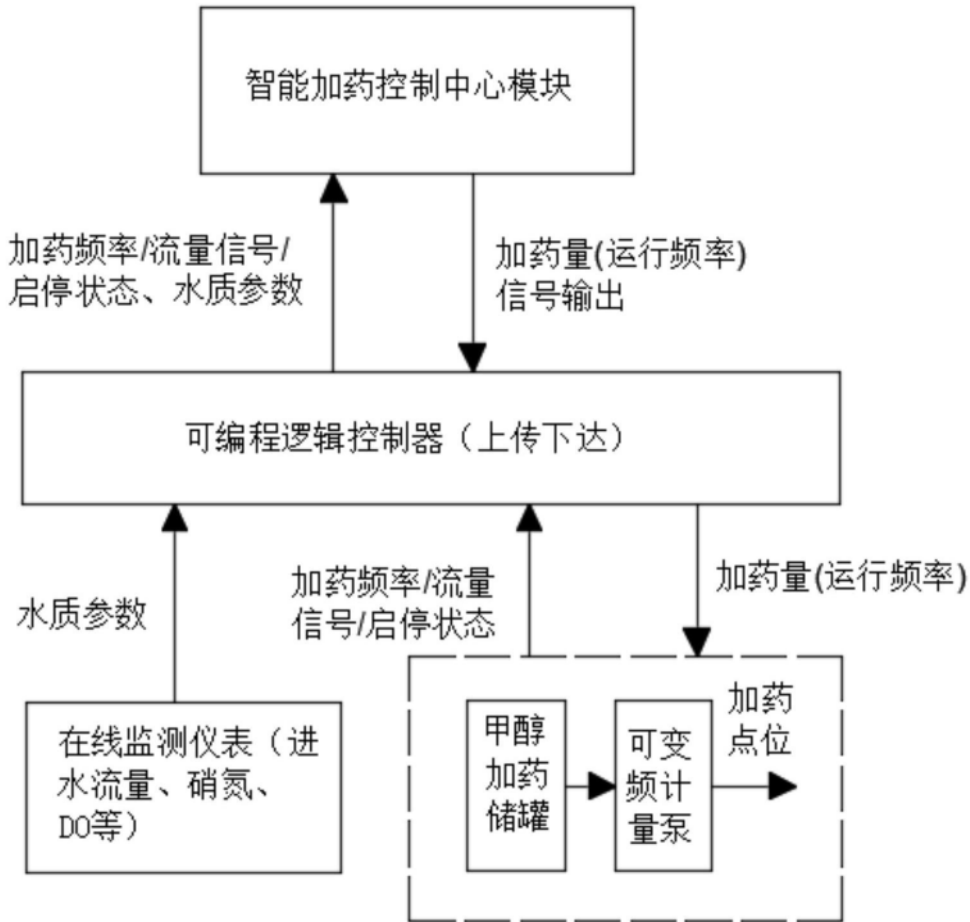 智能加药控制中心模块
加药频率/流量信号/
启停状态、水质参数
加药量(运行频率)
信号输出
可编程逻辑控制器（上传下达）
水质参数
加药频率/流量
信号/启停状态
加药量(运行频率)
在线监测仪表（进
水流量、硝氮、
DO等）
甲醇
加药
储罐
可变
频计
量泵
加药
点位